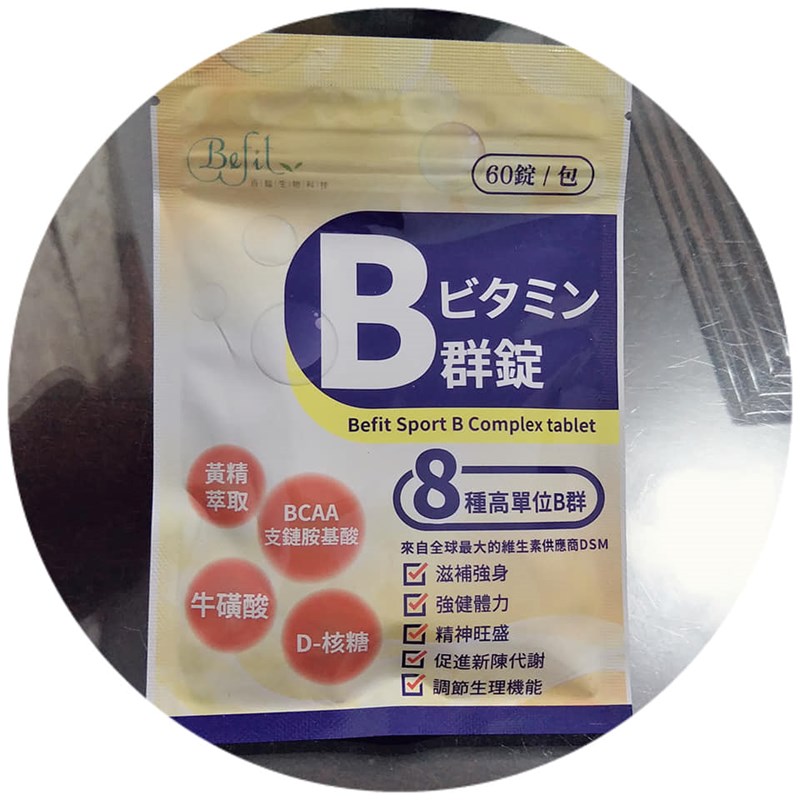 Befit
60錠/包
B ビタミン
群錠
Befit Sport B Complex tablet
8種高單位B群
來自全球最大的維生素供應商DSM
滋補強身
強健體力
精神旺盛
促進新陳代謝
調節生理機能
黃精
萃取
BCAA
支鏈胺基酸
牛磺酸
D-核糖